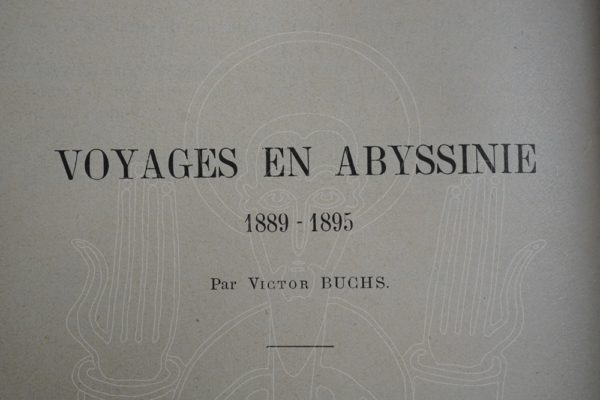 VOYAGES EN ABYSSINIE
1889 - 1895
Par Victor BUCHS.